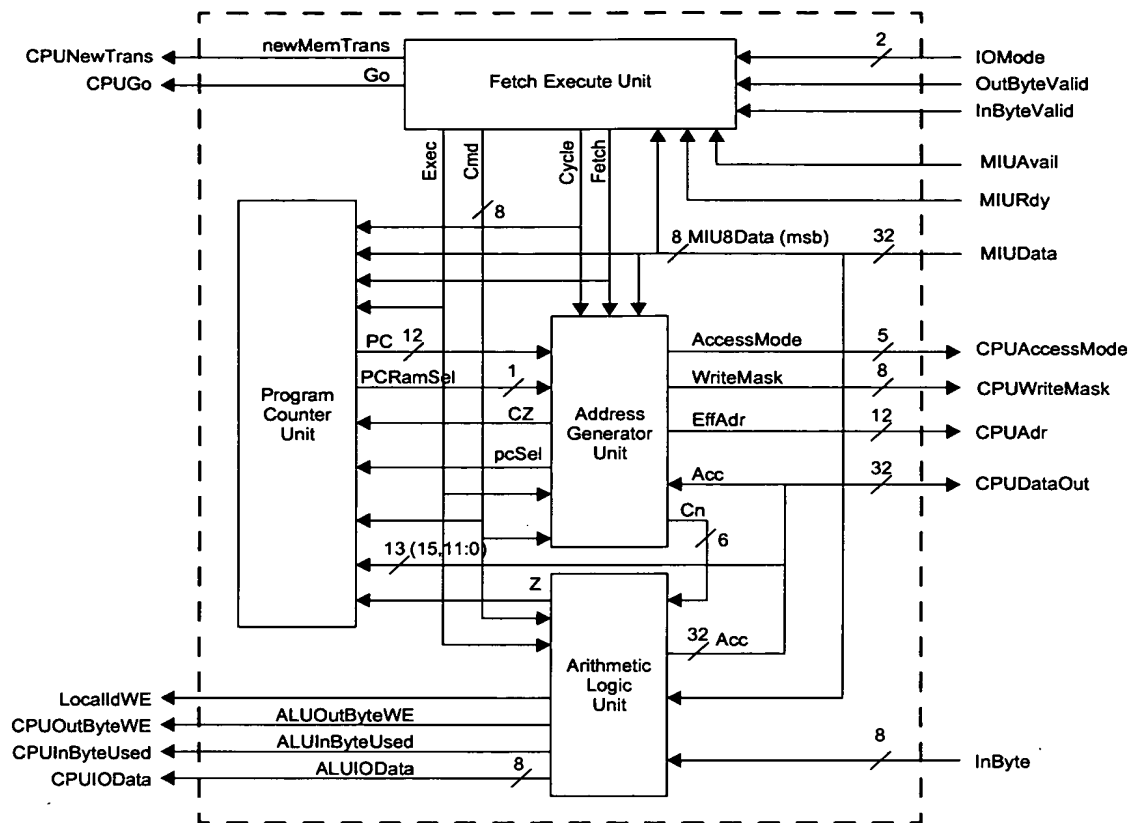 newMemTrans
CPUNewTrans
Go
CPUGo
Fetch Execute Unit
2
IOMode
OutByteValid
InByteValid
Exec
Cmd
Cycle
Fetch
MIUAvail
8
MIURdy
8 MIU8Data (msb)
32
MIUData
PC
12
AccessMode
5
CPUAccessMode
PCRamSel
1
WriteMask
8
CPUWriteMask
Program
Counter
Unit
CZ
Address
Generator
Unit
EffAdr
12
CPUAdr
pcSel
Acc
32
CPUDataOut
Cn
6
13 (15,11:0)
Z
32 Acc
Arithmetic
Logic
Unit
LocalIdWE
ALUOutByteWE
CPUOutByteWE
ALUInByteUsed
CPUInByteUsed
8
InByte
ALUIOData
8
CPUIOData